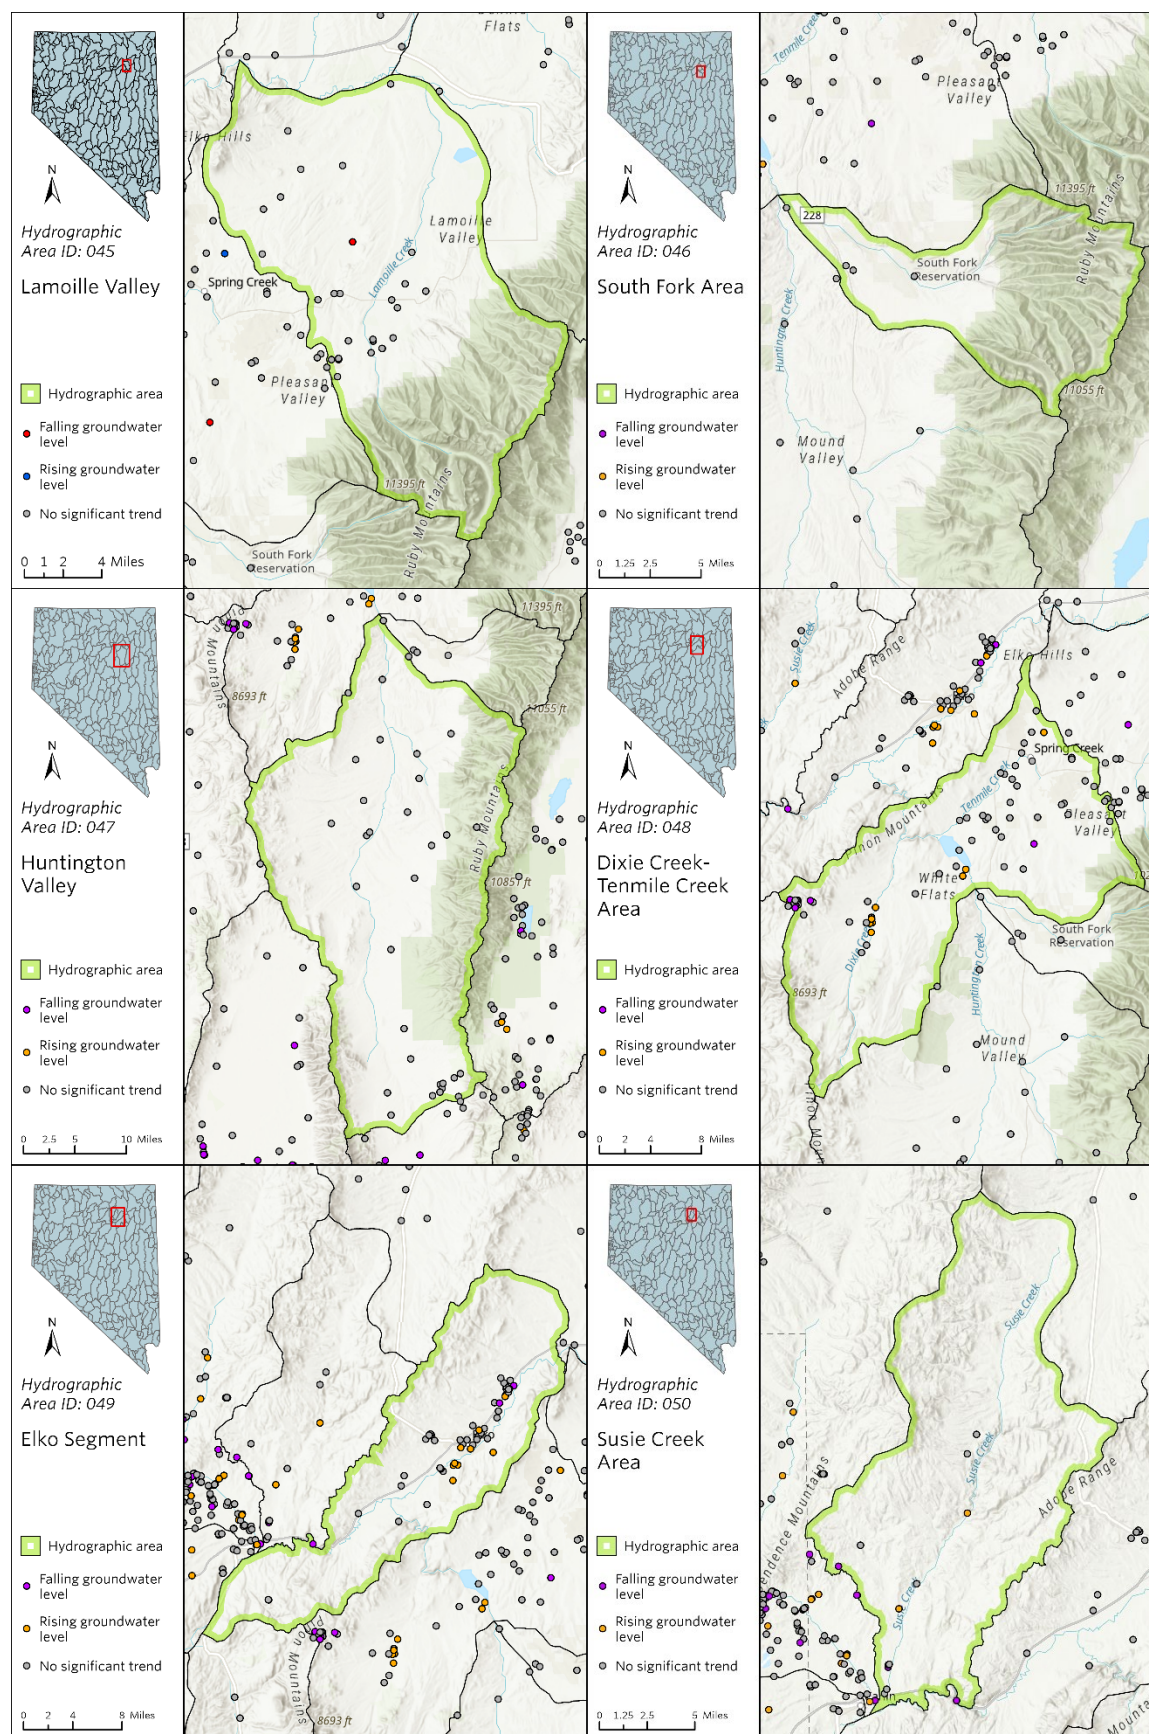 N
Hydrographic
Area ID: 045
Lamoille Valley
Hydrographic area
Falling groundwater
level
Rising groundwater
level
No significant trend
0 1 2 4 Miles
Flats
Elko Hills
Lamoille
Valley
Lamoille Creek
Spring Creek
Pleasant
Valley
11395 ft
Ruby Mountains
South Fork
Reservation
N
Hydrographic
Area ID: 046
South Fork Area
Hydrographic area
Falling groundwater
level
Rising groundwater
level
No significant trend
0 1.25 2.5 5 Miles
Tenmile Creek
Pleasant
Valley
11395 ft
228
South Fork
Reservation
Ruby Mountains
Huntington Creek
11055 ft
Mound
Valley
N
Hydrographic
Area ID: 047
Huntington
Valley
Hydrographic area
Falling groundwater
level
Rising groundwater
level
No significant trend
0 2.5 5 10 Miles
on Mountains
8693 ft
11395 ft
11055 ft
Ruby Mountains
10851 ft
N
Hydrographic
Area ID: 048
Dixie Creek-
Tenmile Creek
Area
Hydrographic area
Falling groundwater
level
Rising groundwater
level
No significant trend
0 2 4 8 Miles
Susie Creek
Adobe Range
Elko Hills
Spring Creek
Tenmile Creek
Pinon Mountains
Pleasant
Valley
White
Flats
Dixie Creek
South Fork
Reservation
Huntington Creek
8693 ft
Mound
Valley
N
Hydrographic
Area ID: 049
Elko Segment
Hydrographic area
Falling groundwater
level
Rising groundwater
level
No significant trend
0 2 4 8 Miles
on Mountains
8693 ft
N
Hydrographic
Area ID: 050
Susie Creek
Area
Hydrographic area
Falling groundwater
level
Rising groundwater
level
No significant trend
0 1.25 2.5 5 Miles
Susie Creek
Susie Creek
Adobe Range
endence Mountains
Susie Creek
Mountains